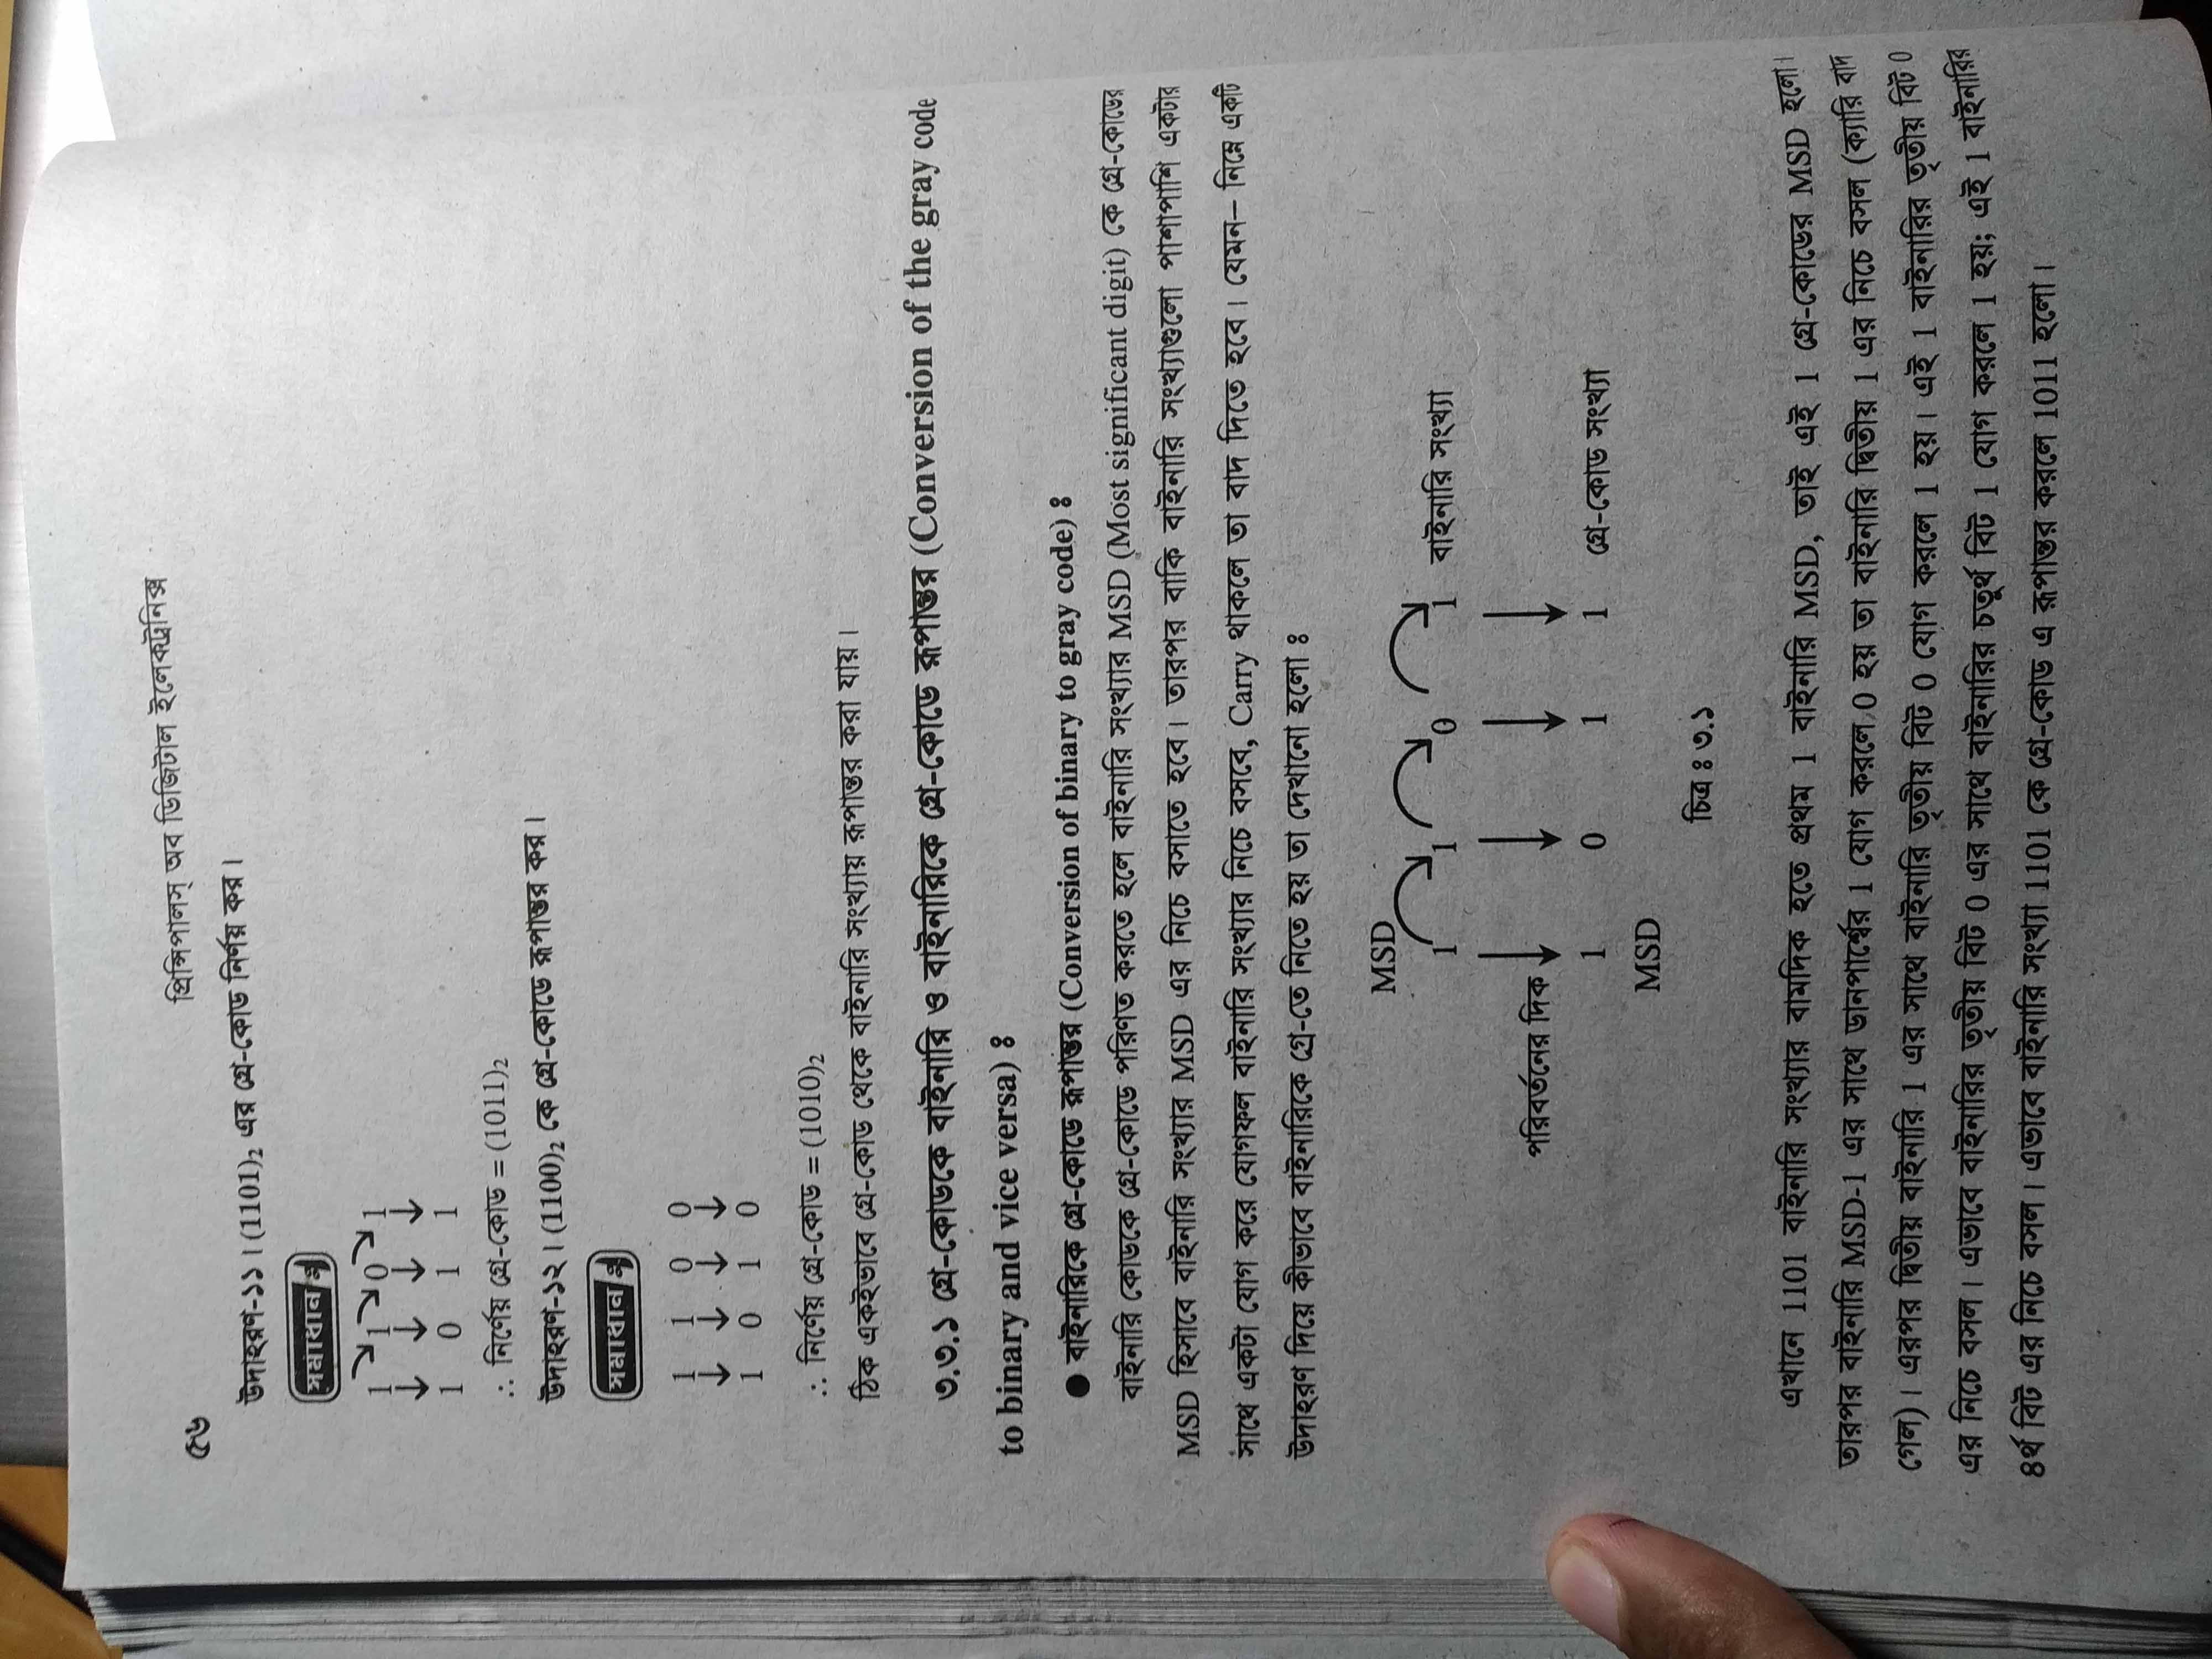 ৫৬
প্রিন্সিপালস্ অব ডিজিটাল ইলেকট্রনিক্স
উদাহরণ-১১। (1101)₂ এর গ্রে-কোড নির্ণয় কর।
সমাধান ঃ
1 1 0 1
1 0 1 1
∴ নির্ণেয় গ্রে-কোড = (1011)₂
উদাহরণ-১২। (1100)₂ কে গ্রে-কোডে রূপান্তর কর।
সমাধান ঃ
1 1 0 0
1 0 1 0
∴ নির্ণেয় গ্রে-কোড = (1010)₂
ঠিক একইভাবে গ্রে-কোড থেকে বাইনারি সংখ্যায় রূপান্তর করা যায়।
৩.৩.১ গ্রে-কোডকে বাইনারি ও বাইনারিকে গ্রে-কোডে রূপান্তর (Conversion of the gray code
to binary and vice versa) ঃ
● বাইনারিকে গ্রে-কোডে রূপান্তর (Conversion of binary to gray code) ঃ
বাইনারি কোডকে গ্রে-কোডে পরিণত করতে হলে বাইনারি সংখ্যার MSD (Most significant digit) কে গ্রে-কোডের
MSD হিসাবে বাইনারি সংখ্যার MSD এর নিচে বসাতে হবে। তারপর বাকি বাইনারি সংখ্যাগুলো পাশাপাশি একটার
সাথে একটা যোগ করে যোগফল বাইনারি সংখ্যার নিচে বসবে, Carry থাকলে তা বাদ দিতে হবে। যেমন– নিম্নে একটি
উদাহরণ দিয়ে কীভাবে বাইনারিকে গ্রে-তে নিতে হয় তা দেখানো হলো ঃ
MSD
1 1 0 1 বাইনারি সংখ্যা
পরিবর্তনের দিক
1 0 1 1 গ্রে-কোড সংখ্যা
MSD
চিত্র ঃ ৩.১
এখানে 1101 বাইনারি সংখ্যার বামদিক হতে প্রথম 1 বাইনারি MSD, তাই এই 1 গ্রে-কোডের MSD হলো।
তারপর বাইনারি MSD-1 এর সাথে ডানপার্শ্বের 1 যোগ করলে 0 হয় তা বাইনারি দ্বিতীয় 1 এর নিচে বসল (ক্যারি বাদ
গেল)। এরপর দ্বিতীয় বাইনারি 1 এর সাথে বাইনারি তৃতীয় বিট 0 যোগ করলে 1 হয়। এই 1 বাইনারির তৃতীয় বিট 0
এর নিচে বসল। এভাবে বাইনারির তৃতীয় বিট 0 এর সাথে বাইনারির চতুর্থ বিট 1 যোগ করলে 1 হয়; এই 1 বাইনারির
৪র্থ বিট এর নিচে বসল। এভাবে বাইনারি সংখ্যা 1101 কে গ্রে-কোড এ রূপান্তর করলে 1011 হলো।